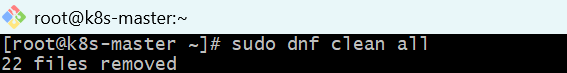 root@k8s-master:~
[root@k8s-master ~]# sudo dnf clean all
22 files removed